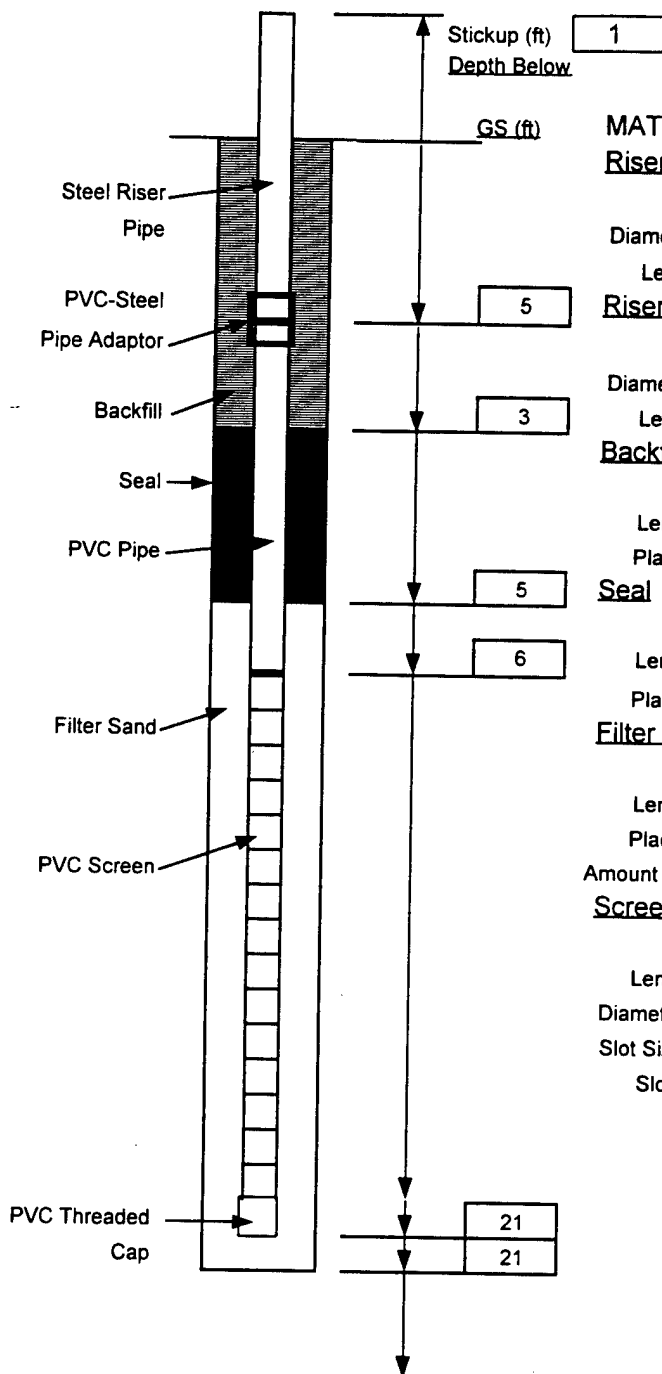 Stickup (ft) 1
Depth Below
GS (ft)
MAT
Riser
Steel Riser
Pipe
Diame
Le
PVC-Steel
5
Riser
Pipe Adaptor
Diame
Backfill
3
Le
Back
Seal
Le
PVC Pipe
Pla
5
Seal
6
Ler
Pla
Filter Sand
Filter
Ler
Plac
PVC Screen
Amount
Scree
Ler
Diamet
Slot Si
Slo
PVC Threaded
Cap
21
21